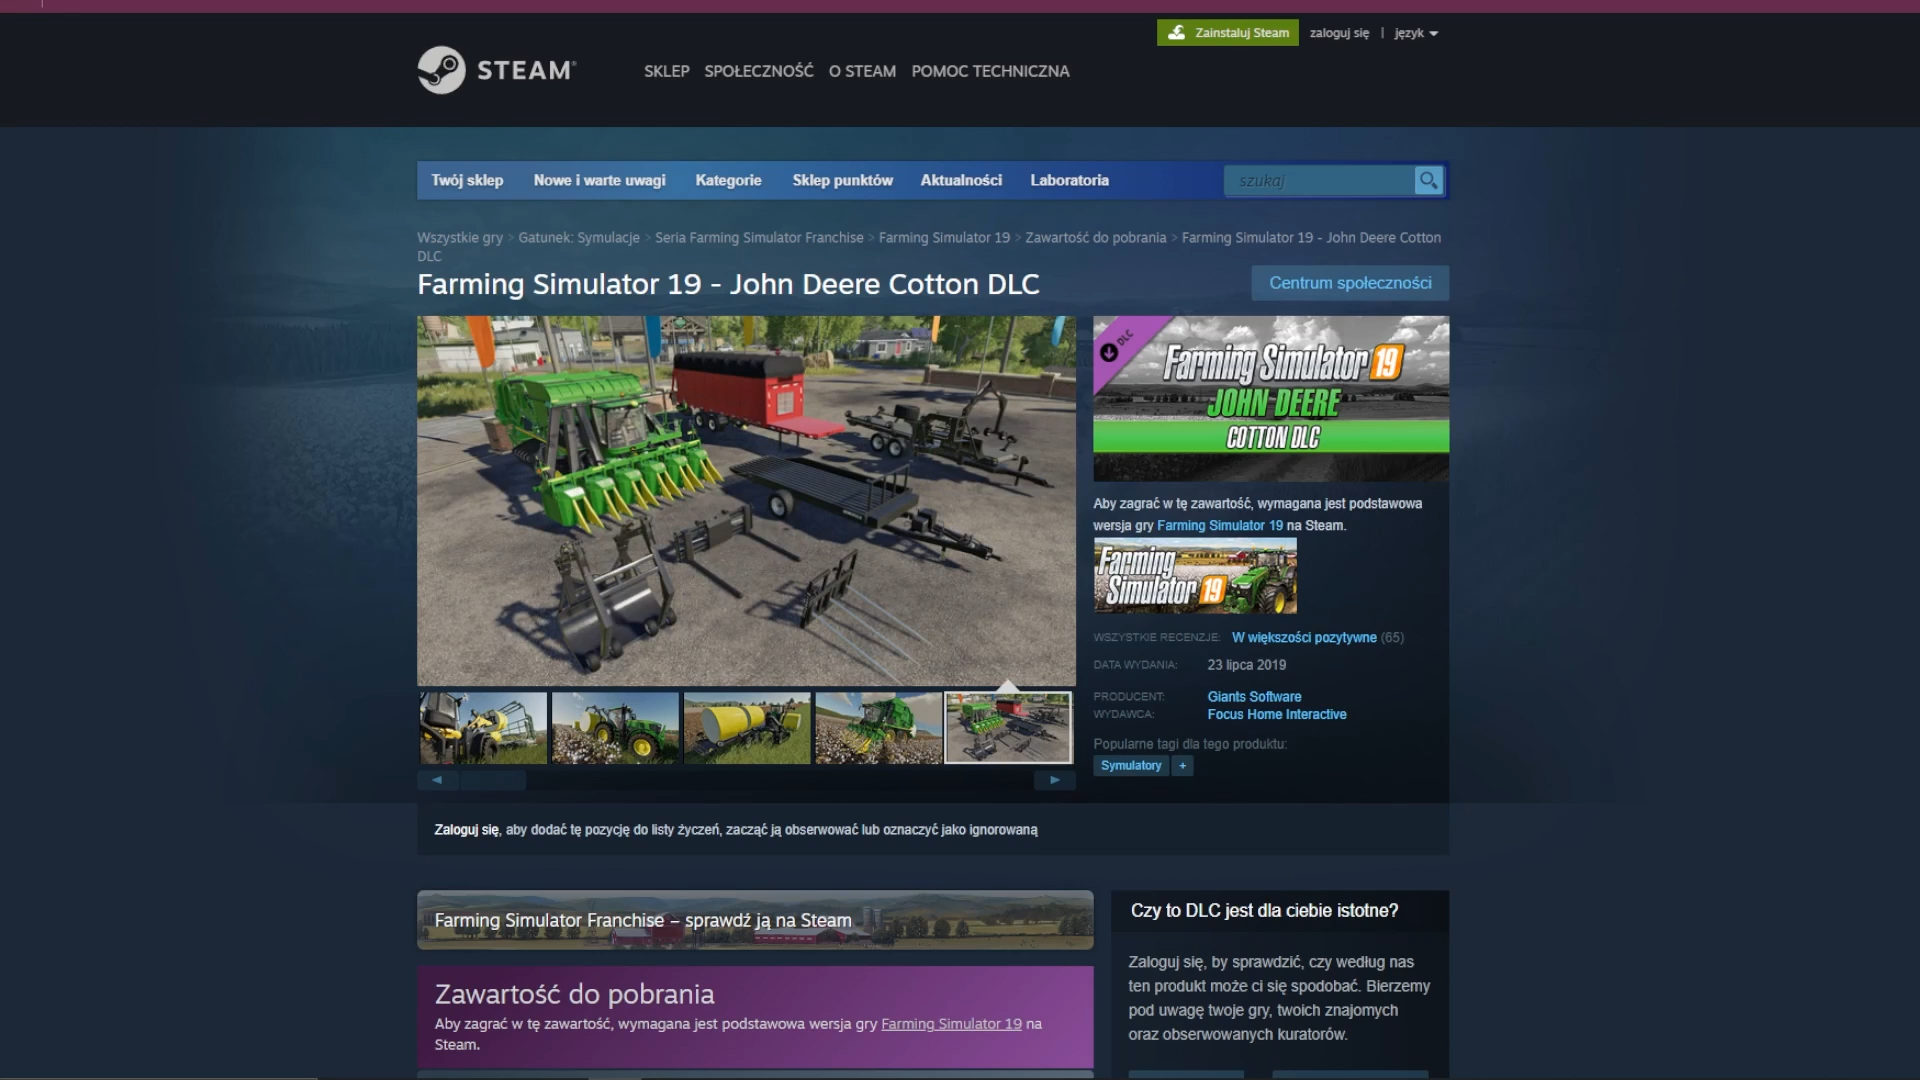 Zainstaluj Steam
zaloguj się | język
STEAM®
SKLEP SPOŁECZNOŚĆ O STEAM POMOC TECHNICZNA
Twój sklep Nowe i warte uwagi Kategorie Sklep punktów Aktualności Laboratoria
szukaj
Wszystkie gry > Gatunek: Symulacje > Seria Farming Simulator Franchise > Farming Simulator 19 > Zawartość do pobrania > Farming Simulator 19 - John Deere Cotton
DLC
Farming Simulator 19 - John Deere Cotton DLC
Centrum społeczności
DLC
Farming Simulator 19
JOHN DEERE
COTTON DLC
Aby zagrać w tę zawartość, wymagana jest podstawowa
wersja gry Farming Simulator 19 na Steam.
Farming
Simulator 19
WSZYSTKIE RECENZJE: W większości pozytywne (65)
DATA WYDANIA: 23 lipca 2019
PRODUCENT: Giants Software
WYDAWCA: Focus Home Interactive
Popularne tagi dla tego produktu:
Symulatory +
Zaloguj się, aby dodać tę pozycję do listy życzeń, zacząć ją obserwować lub oznaczyć jako ignorowaną
Farming Simulator Franchise – sprawdź ją na Steam
Zawartość do pobrania
Aby zagrać w tę zawartość, wymagana jest podstawowa wersja gry Farming Simulator 19 na
Steam.
Czy to DLC jest dla ciebie istotne?
Zaloguj się, by sprawdzić, czy według nas
ten produkt może ci się spodobać. Bierzemy
pod uwagę twoje gry, twoich znajomych
oraz obserwowanych kuratorów.